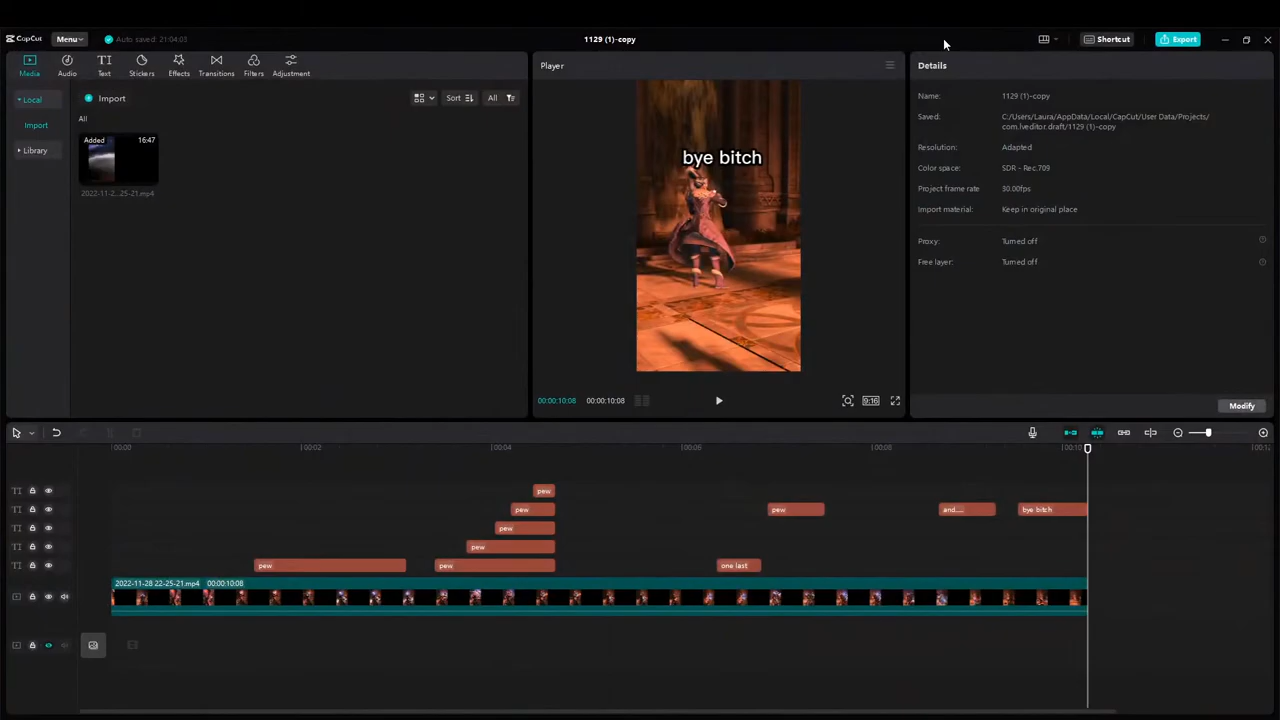 CapCut
Menu
Auto saved: 21:04:05
1129 (1)-copy
Shortcut
Export
Media
Audio
Text
Stickers
Effects
Transitions
Filters
Adjustment
Local
Import
Library
Import
Sort
All
All
Added
16:47
2022-11-2...25-21.mp4
Player
bye bitch
00:00:10:08
00:00:10:08
9:16
Details
Name:
1129 (1)-copy
Saved:
C:/Users/Laura/AppData/Local/CapCut/User Data/Projects/
com.lveditor.draft/1129 (1)-copy
Resolution:
Adapted
Color space:
SDR - Rec.709
Project frame rate
30.00fps
Import material:
Keep in original place
Proxy:
Turned off
Free layer:
Turned off
Modify
00:00
00:02
00:04
00:06
00:08
00:10
00:12
pew
pew
pew
and.....
bye bitch
pew
pew
pew
pew
one last
2022-11-28 22-25-21.mp4
00:00:10:08